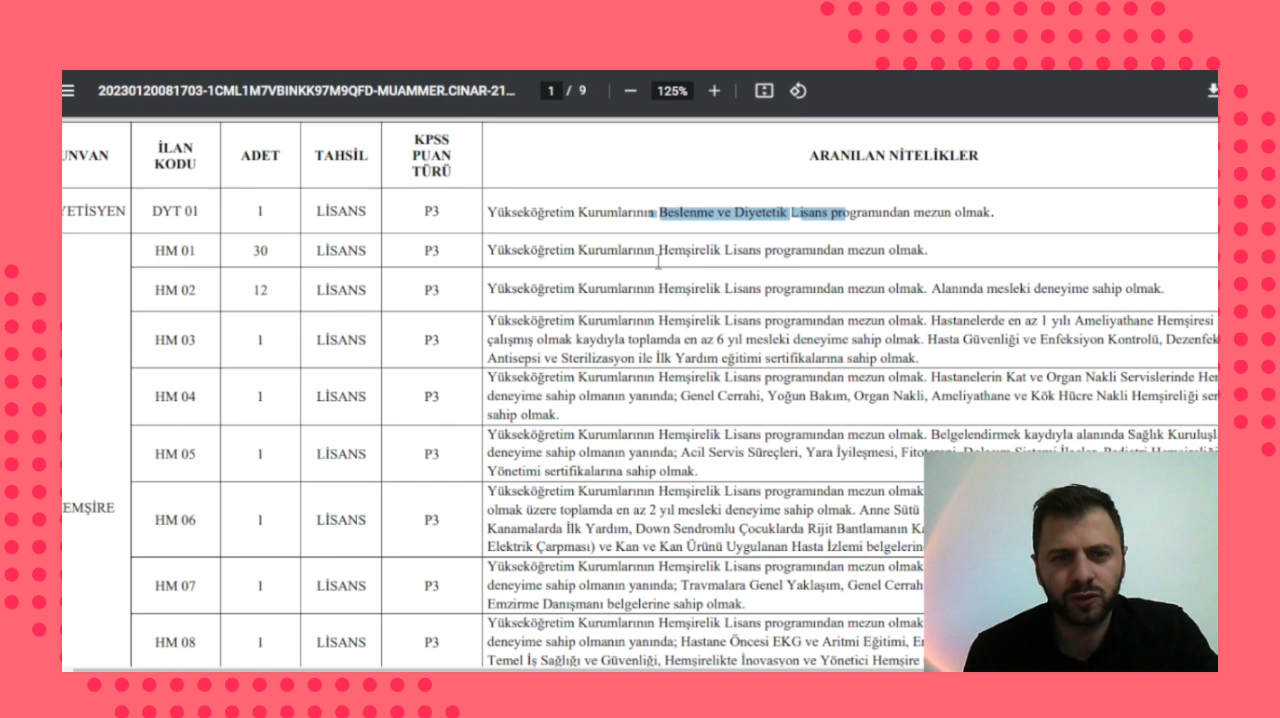 20230120081703-1CML1M7VBINKK97M9QFD-MUAMMER.CINAR-21... 1 / 9 — 125% +
UNVAN İLAN KODU ADET TAHSİL KPSS PUAN TÜRÜ ARANILAN NİTELİKLER
YETİSYEN DYT 01 1 LİSANS P3 Yükseköğretim Kurumlarının Beslenme ve Diyetetik Lisans programından mezun olmak.
HM 01 30 LİSANS P3 Yükseköğretim Kurumlarının Hemşirelik Lisans programından mezun olmak.
HM 02 12 LİSANS P3 Yükseköğretim Kurumlarının Hemşirelik Lisans programından mezun olmak. Alanında mesleki deneyime sahip olmak.
HM 03 1 LİSANS P3 Yükseköğretim Kurumlarının Hemşirelik Lisans programından mezun olmak. Hastanelerde en az 1 yılı Ameliyathane Hemşiresi
çalışmış olmak kaydıyla toplamda en az 6 yıl mesleki deneyime sahip olmak. Hasta Güvenliği ve Enfeksiyon Kontrolü, Dezenfek
Antisepsi ve Sterilizasyon ile İlk Yardım eğitimi sertifikalarına sahip olmak.
HM 04 1 LİSANS P3 Yükseköğretim Kurumlarının Hemşirelik Lisans programından mezun olmak. Hastanelerin Kat ve Organ Nakli Servislerinde Her
deneyime sahip olmanın yanında; Genel Cerrahi, Yoğun Bakım, Organ Nakli, Ameliyathane ve Kök Hücre Nakli Hemşireliği ser
sahip olmak.
HM 05 1 LİSANS P3 Yükseköğretim Kurumlarının Hemşirelik Lisans programından mezun olmak. Belgelendirmek kaydıyla alanında Sağlık Kuruluşl
deneyime sahip olmanın yanında; Acil Servis Süreçleri, Yara İyileşmesi,
Yönetimi sertifikalarına sahip olmak.
EMŞİRE
HM 06 1 LİSANS P3 Yükseköğretim Kurumlarının Hemşirelik Lisans programından mezun olmak
olmak üzere toplamda en az 2 yıl mesleki deneyime sahip olmak. Anne Sütü
Kanamalarda İlk Yardım, Down Sendromlu Çocuklarda Rijit Bantlamanın Ka
Elektrik Çarpması) ve Kan ve Kan Ürünü Uygulanan Hasta İzlemi belgelerin
HM 07 1 LİSANS P3 Yükseköğretim Kurumlarının Hemşirelik Lisans programından mezun olmak
deneyime sahip olmanın yanında; Travmalara Genel Yaklaşım, Genel Cerrah
Emzirme Danışmanı belgelerine sahip olmak.
HM 08 1 LİSANS P3 Yükseköğretim Kurumlarının Hemşirelik Lisans programından mezun olmak
deneyime sahip olmanın yanında; Hastane Öncesi EKG ve Aritmi Eğitimi, Er
Temel İş Sağlığı ve Güvenliği, Hemşirelikte İnovasyon ve Yönetici Hemşire